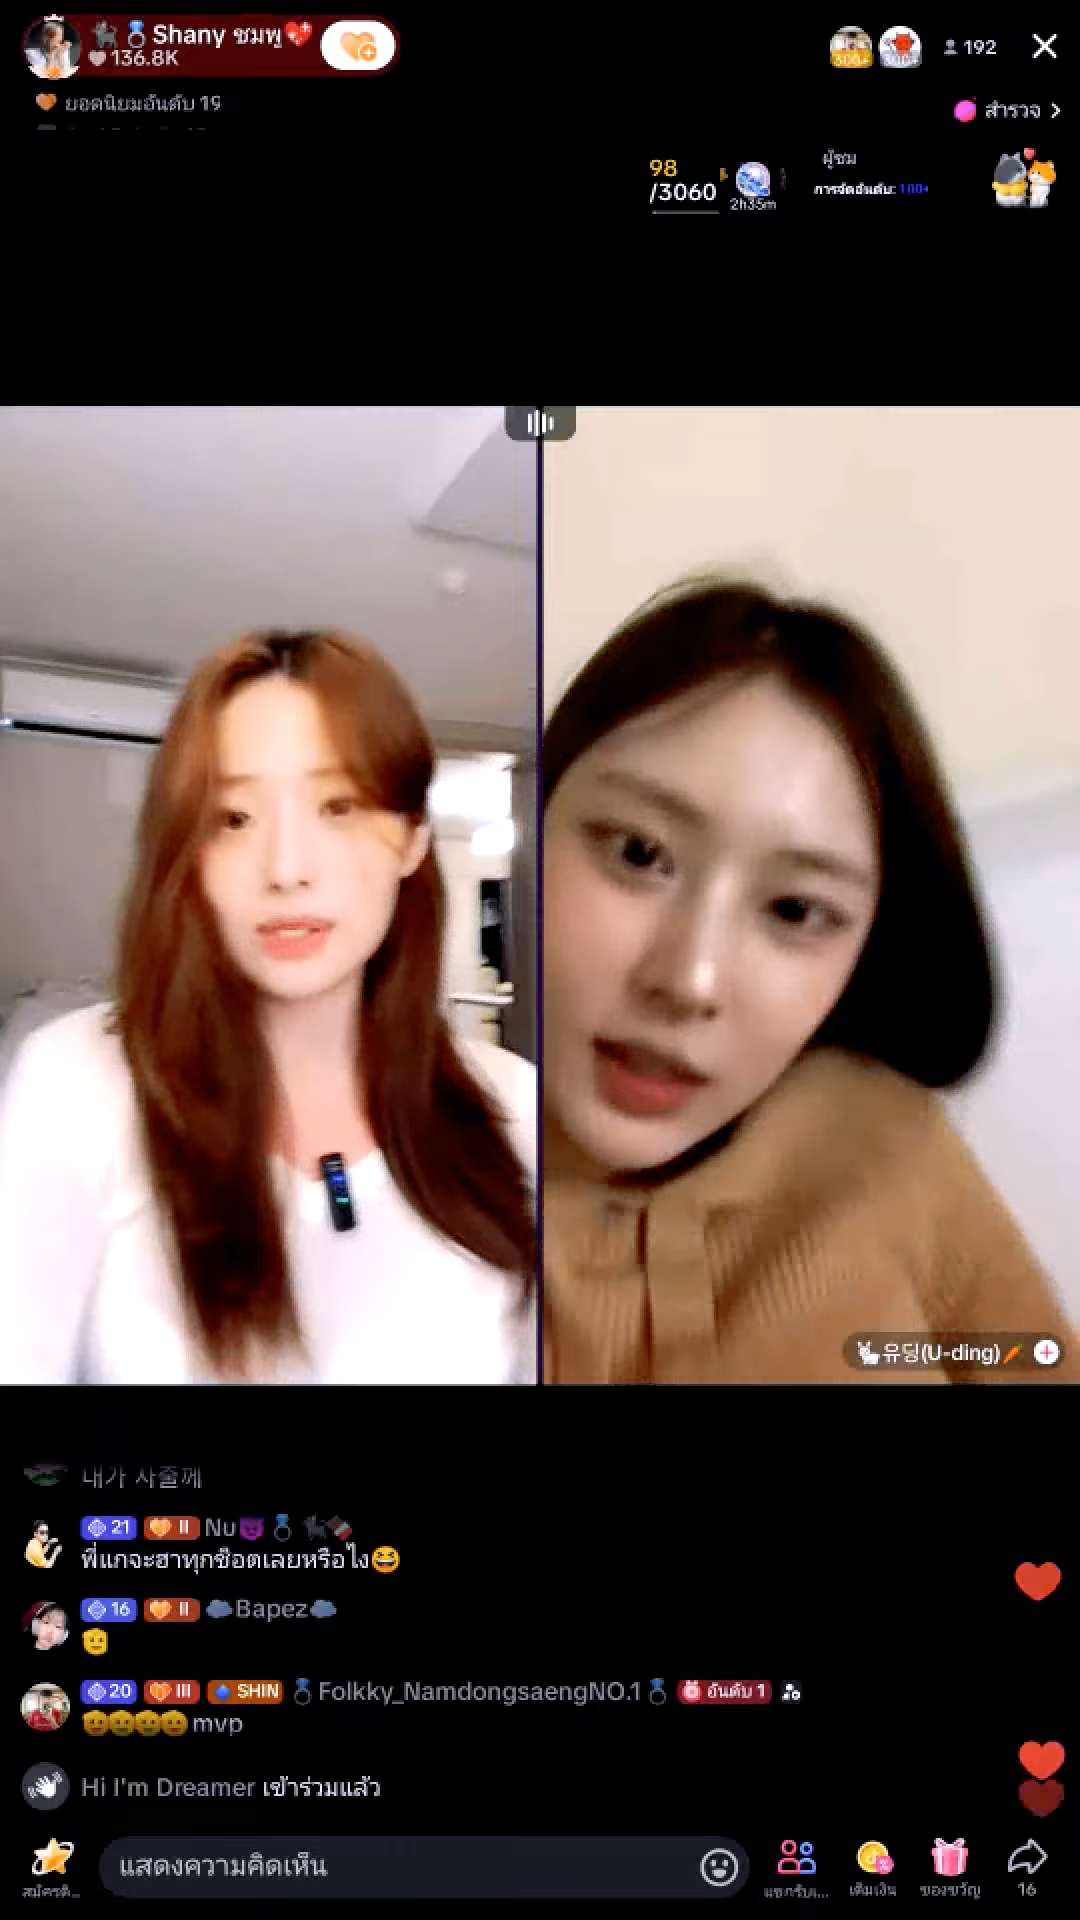 Shany ชมพู
136.8K
300+
300+
192
ยอดนิยมอันดับ 19
สำรวจ
98
/3060
2h35m
ผู้ชม
การจัดอันดับ: 100+
유딩(U-ding)
내가 사줄께
21 II Nu
พี่แกจะฮาทุกช็อตเลยหรือไง
16 II Bapez
20 III SHIN Folkky_NamdongsaengNO.1 อันดับ 1
mvp
Hi I'm Dreamer เข้าร่วมแล้ว
แสดงความคิดเห็น
เติมเงิน
ของขวัญ
16